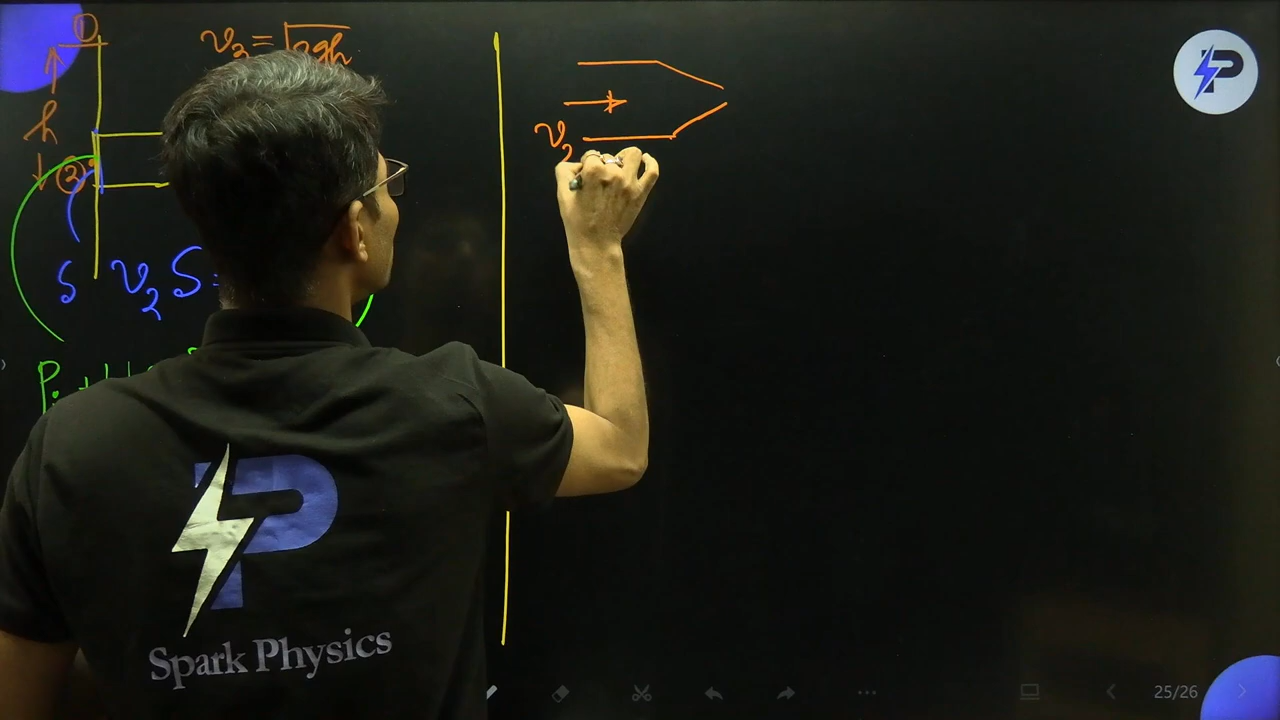 ①
v₂ = √2gh
h
②
S
v₂ S =
v₂
P
Spark Physics
25/26